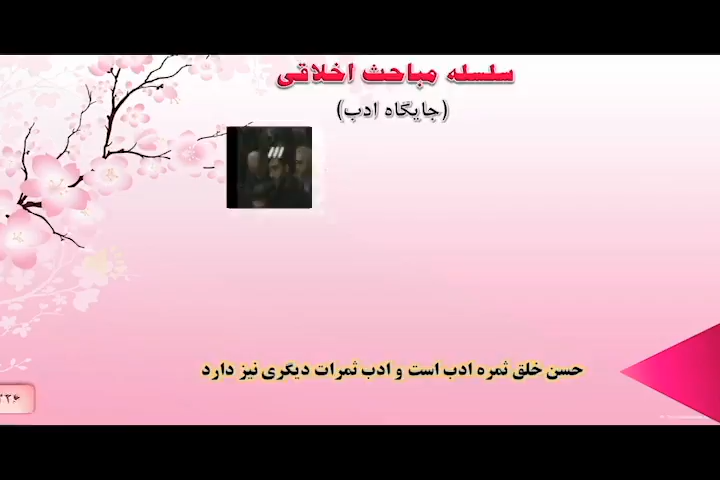 سلسله مباحث اخلاقی
(جایگاه ادب)
حسن خلق ثمره ادب است و ادب ثمرات دیگری نیز دارد